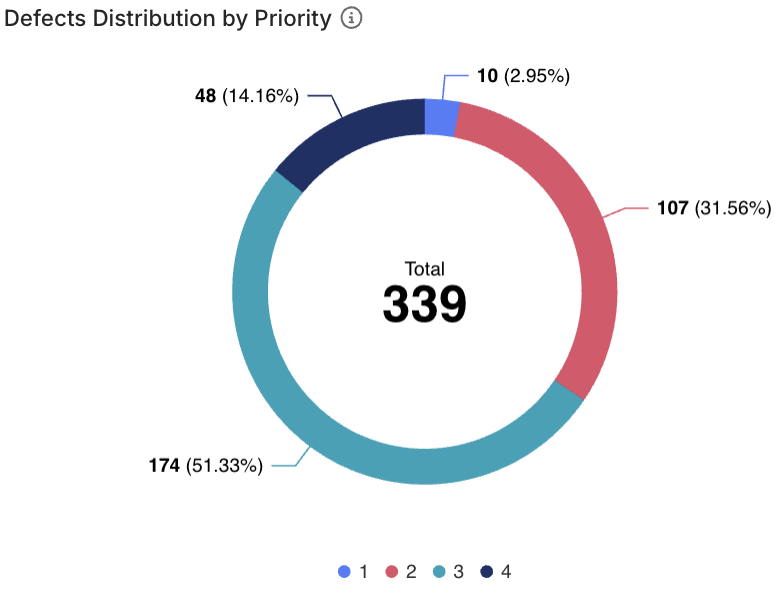 Defects Distribution by Priority
10 (2.95%)
48 (14.16%)
107 (31.56%)
Total
339
174 (51.33%)
1 2 3 4